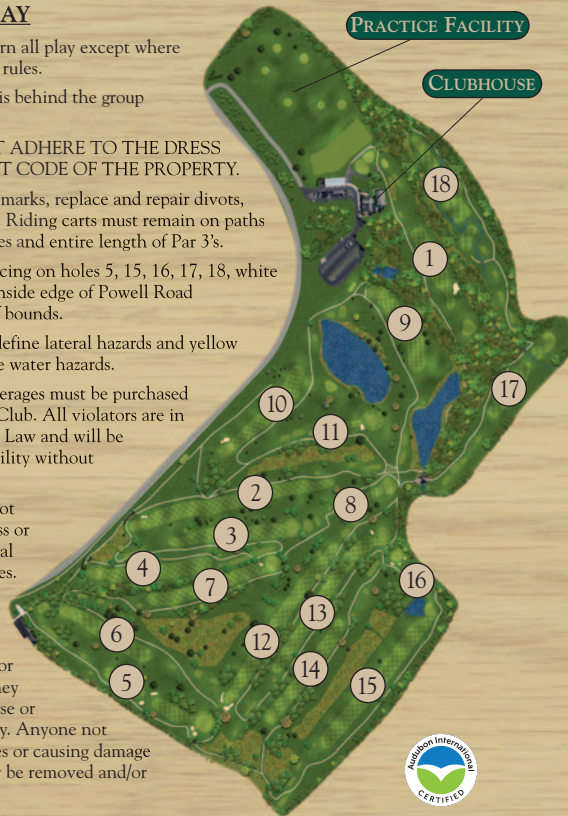 AY
rn all play except where
rules.
is behind the group
T ADHERE TO THE DRESS
T CODE OF THE PROPERTY.
marks, replace and repair divots,
. Riding carts must remain on paths
es and entire length of Par 3's.
cing on holes 5, 15, 16, 17, 18, white
nside edge of Powell Road
f bounds.
define lateral hazards and yellow
e water hazards.
erages must be purchased
Club. All violators are in
Law and will be
ility without
ot
ss or
al
es.
or
ney
se or
y. Anyone not
es or causing damage
y be removed and/or
PRACTICE FACILITY
CLUBHOUSE
18
1
9
17
10
11
2
8
3
4
16
7
13
6
12
14
5
15
Audubon International
CERTIFIED